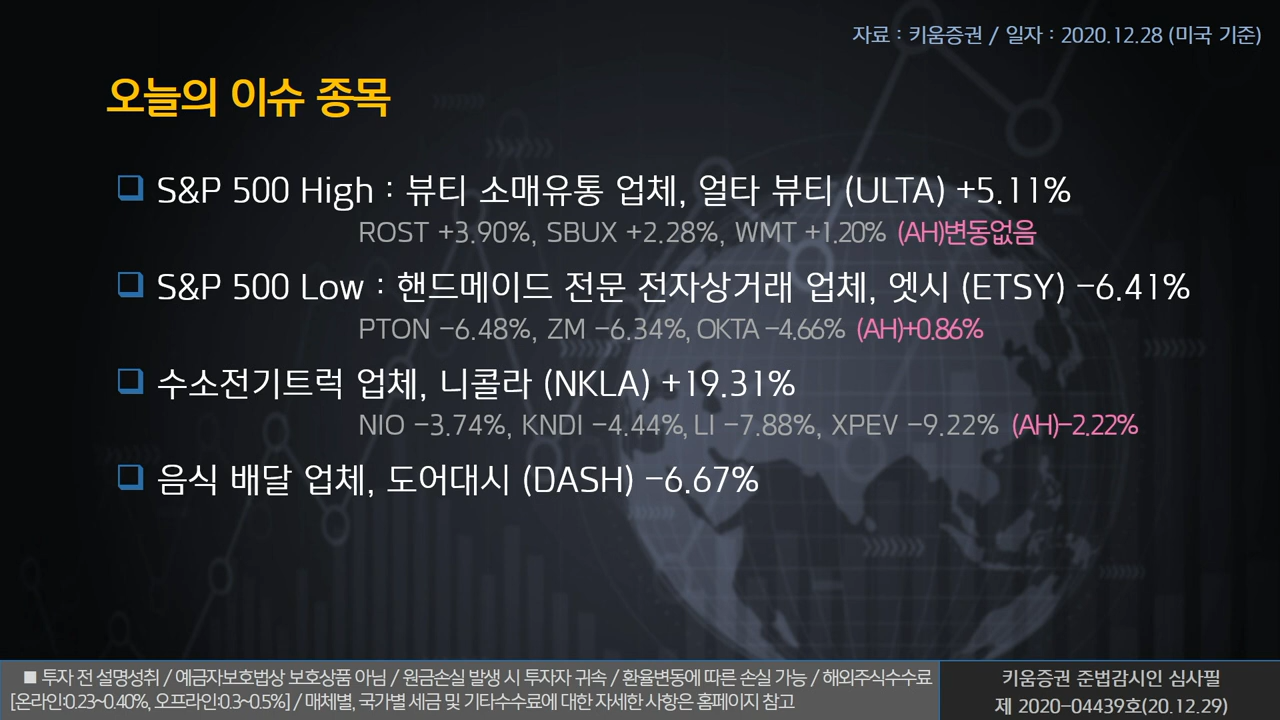 자료 : 키움증권 / 일자 : 2020.12.28 (미국 기준)
오늘의 이슈 종목
❑ S&P 500 High : 뷰티 소매유통 업체, 얼타 뷰티 (ULTA) +5.11%
ROST +3.90%, SBUX +2.28%, WMT +1.20% (AH)변동없음
❑ S&P 500 Low : 핸드메이드 전문 전자상거래 업체, 엣시 (ETSY) -6.41%
PTON -6.48%, ZM -6.34%, OKTA -4.66% (AH)+0.86%
❑ 수소전기트럭 업체, 니콜라 (NKLA) +19.31%
NIO -3.74%, KNDI -4.44%, LI -7.88%, XPEV -9.22% (AH)-2.22%
❑ 음식 배달 업체, 도어대시 (DASH) -6.67%
■ 투자 전 설명성취 / 예금자보호법상 보호상품 아님 / 원금손실 발생 시 투자자 귀속 / 환율변동에 따른 손실 가능 / 해외주식수수료
[온라인:0.23~0.40%, 오프라인:0.3~0.5%] / 매체별, 국가별 세금 및 기타수수료에 대한 자세한 사항은 홈페이지 참고
키움증권 준법감시인 심사필
제 2020-04439호(20.12.29)